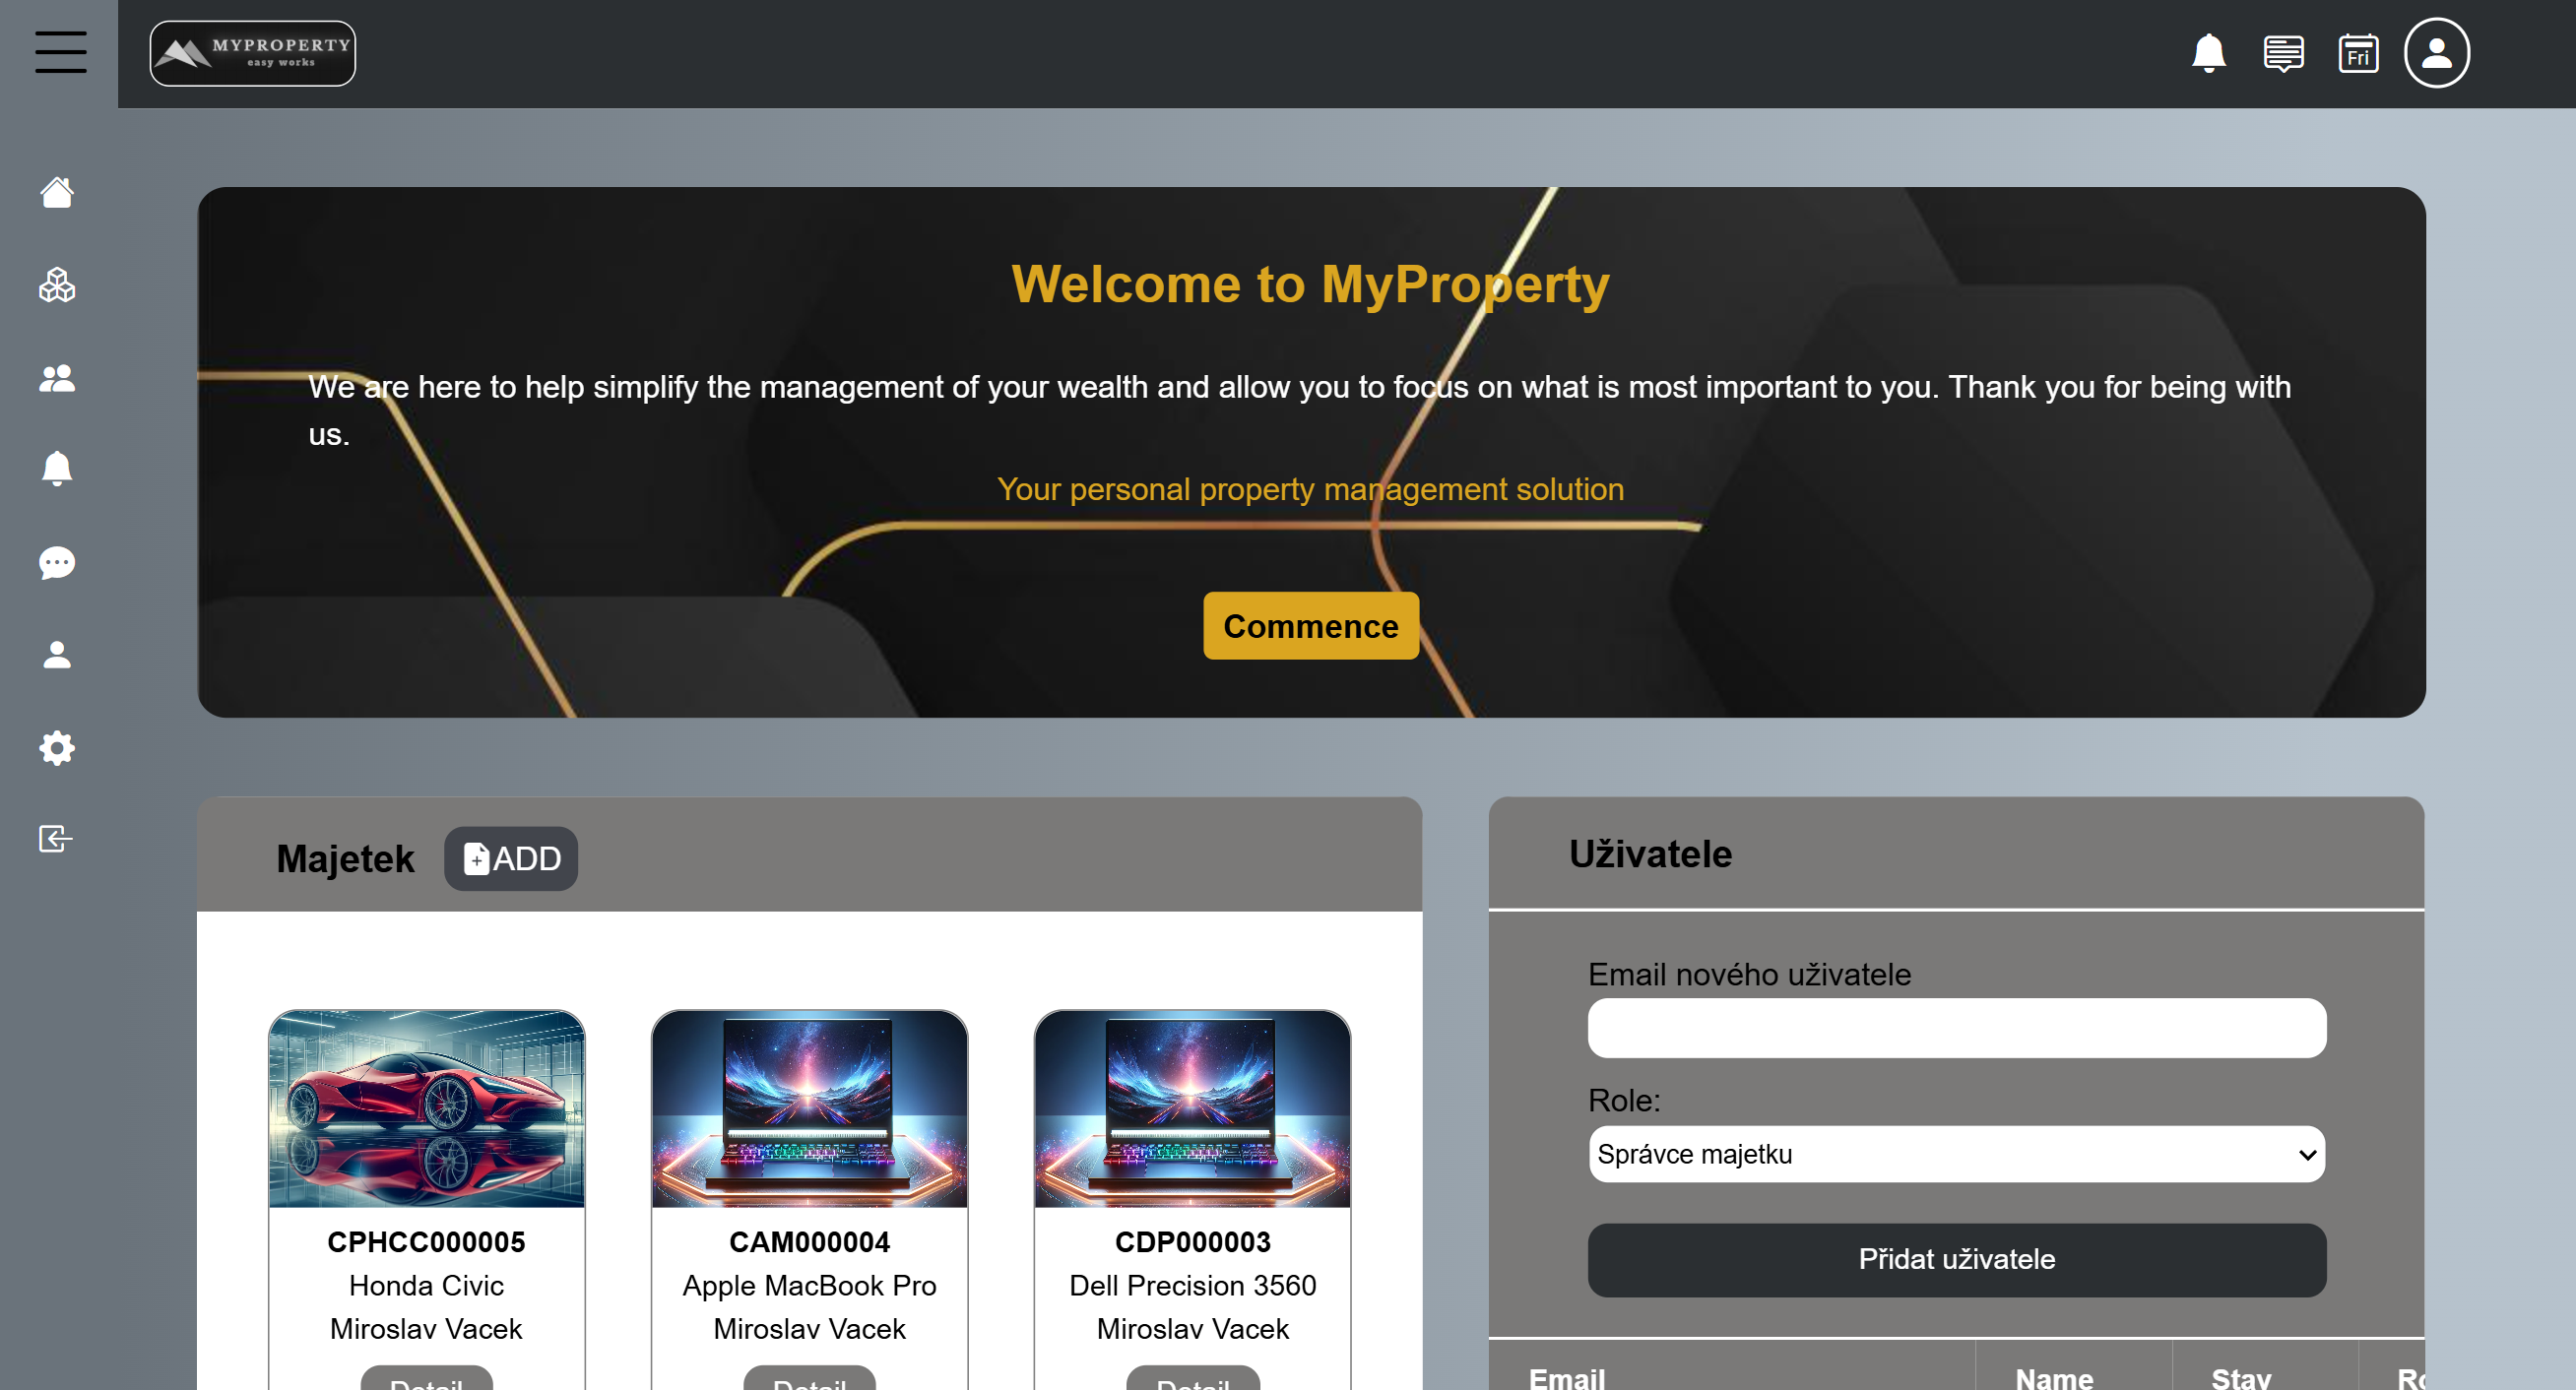 MYPROPERTY
easy works
Fri
Welcome to MyProperty
We are here to help simplify the management of your wealth and allow you to focus on what is most important to you. Thank you for being with
us.
Your personal property management solution
Commence
Majetek
ADD
CPHCC000005
Honda Civic
Miroslav Vacek
Detail
CAM000004
Apple MacBook Pro
Miroslav Vacek
Detail
CDP000003
Dell Precision 3560
Miroslav Vacek
Detail
Uživatele
Email nového uživatele
Role:
Správce majetku
Přidat uživatele
Email Name Stav